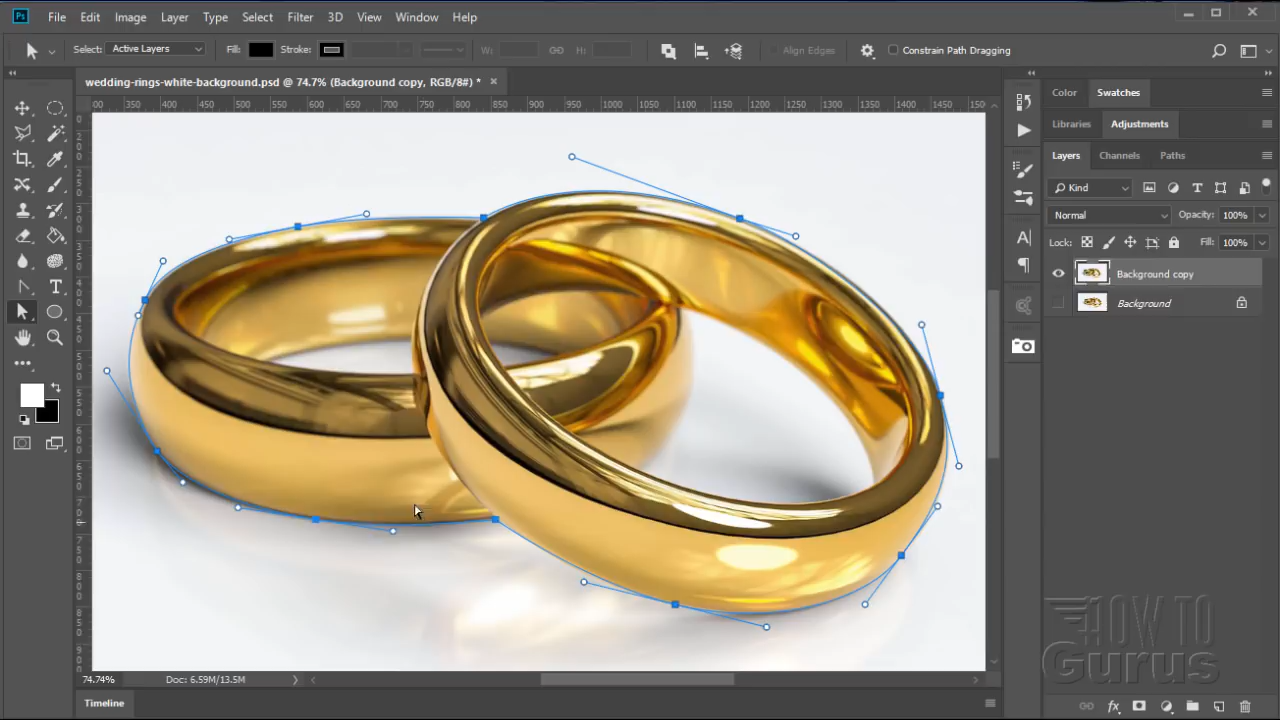 Ps File Edit Image Layer Type Select Filter 3D View Window Help
Select: Active Layers Fill: Stroke: W: H: Align Edges Constrain Path Dragging
wedding-rings-white-background.psd @ 74.7% (Background copy, RGB/8#) * ×
00 350 400 450 500 550 600 650 700 750 800 850 900 950 1000 1050 1100 1150 1200 1250 1300 1350 1400 1450 1500
Color Swatches
Libraries Adjustments
Layers Channels Paths
Kind
Normal Opacity: 100%
Lock: Fill: 100%
Background copy
Background
HOW TO
Gurus
74.74% Doc: 6.59M/13.5M
Timeline